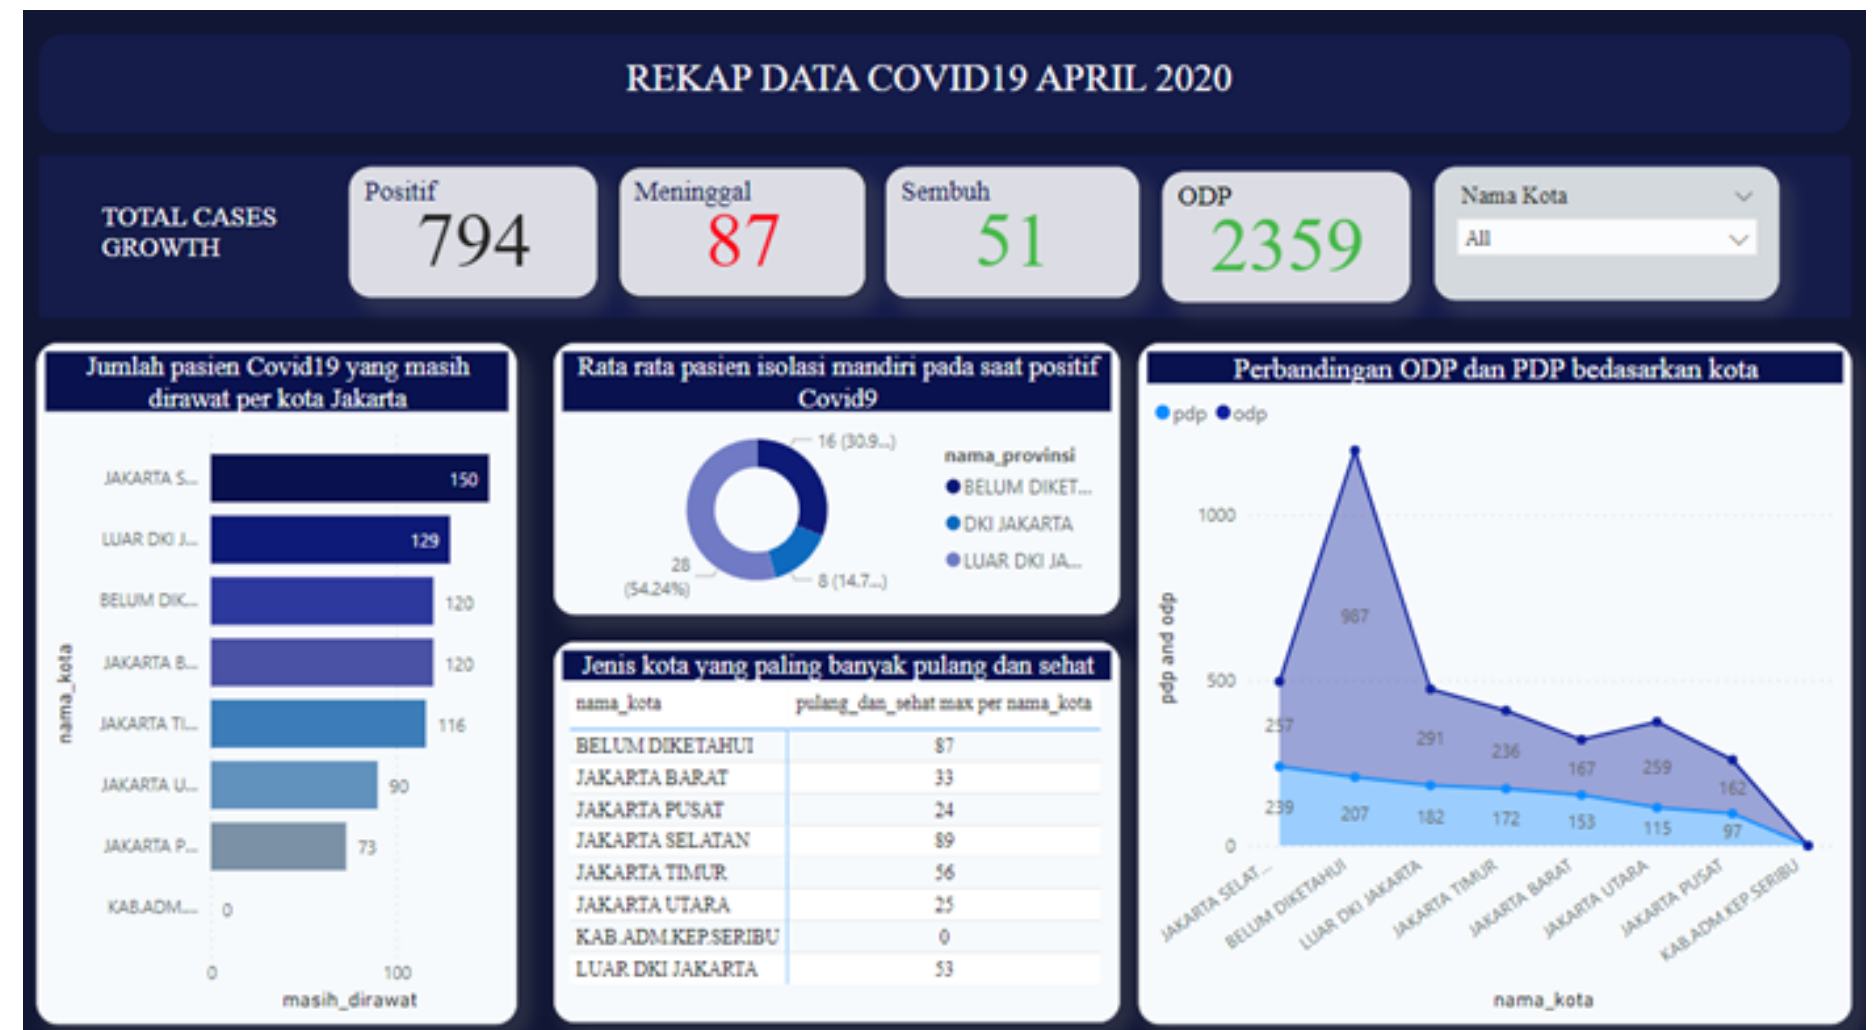 REKAP DATA COVID19 APRIL 2020
TOTAL CASES
GROWTH
Positif
794
Meninggal
87
Sembuh
51
ODP
2359
Nama Kota
All
Jumlah pasien Covid19 yang masih
dirawat per kota Jakarta
nama_kota
JAKARTA S... 150
LUAR DKI J... 129
BELUM DIK... 120
JAKARTA B... 120
JAKARTA TI... 116
JAKARTA U... 90
JAKARTA P... 73
KAB.ADM.... 0
0 100
masih_dirawat
Rata rata pasien isolasi mandiri pada saat positif
Covid9
16 (30.9...)
28
(54.24%)
8 (14.7...)
nama_provinsi
BELUM DIKET...
DKI JAKARTA
LUAR DKI JA...
Jenis kota yang paling banyak pulang dan sehat
nama_kota pulang_dan_sehat max per nama_kota
BELUM DIKETAHUI 87
JAKARTA BARAT 33
JAKARTA PUSAT 24
JAKARTA SELATAN 89
JAKARTA TIMUR 56
JAKARTA UTARA 25
KAB.ADM.KEP.SERIBU 0
LUAR DKI JAKARTA 53
Perbandingan ODP dan PDP bedasarkan kota
pdp odp
pdp and odp
1000
500
0
257 987 291 236 167 259 162
239 207 182 172 153 115 97
JAKARTA SELAT...
BELUM DIKETAHUI
LUAR DKI JAKARTA
JAKARTA TIMUR
JAKARTA BARAT
JAKARTA UTARA
JAKARTA PUSAT
KAB.ADM.KEP.SERIBU
nama_kota